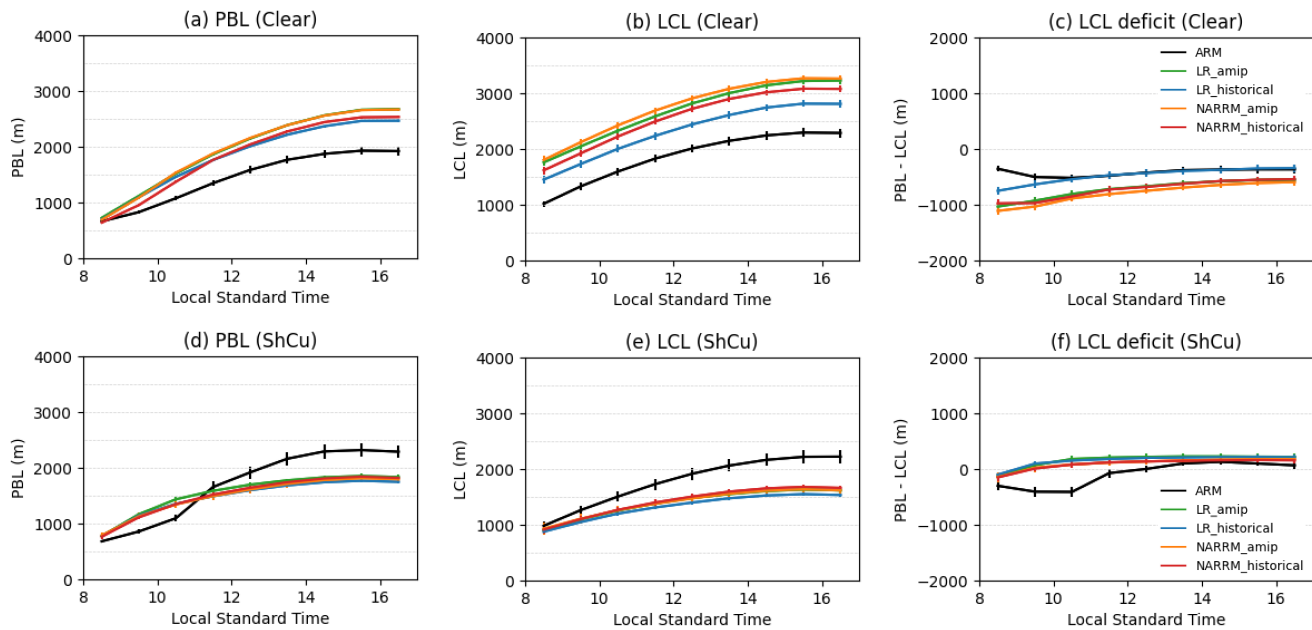 (a) PBL (Clear)
4000
3000
2000
1000
0
PBL (m)
8 10 12 14 16
Local Standard Time
(b) LCL (Clear)
4000
3000
2000
1000
0
LCL (m)
8 10 12 14 16
Local Standard Time
(c) LCL deficit (Clear)
2000
1000
0
−1000
−2000
PBL - LCL (m)
ARM
LR_amip
LR_historical
NARRM_amip
NARRM_historical
8 10 12 14 16
Local Standard Time
(d) PBL (ShCu)
4000
3000
2000
1000
0
PBL (m)
8 10 12 14 16
Local Standard Time
(e) LCL (ShCu)
4000
3000
2000
1000
0
LCL (m)
8 10 12 14 16
Local Standard Time
(f) LCL deficit (ShCu)
2000
1000
0
−1000
−2000
PBL - LCL (m)
ARM
LR_amip
LR_historical
NARRM_amip
NARRM_historical
8 10 12 14 16
Local Standard Time